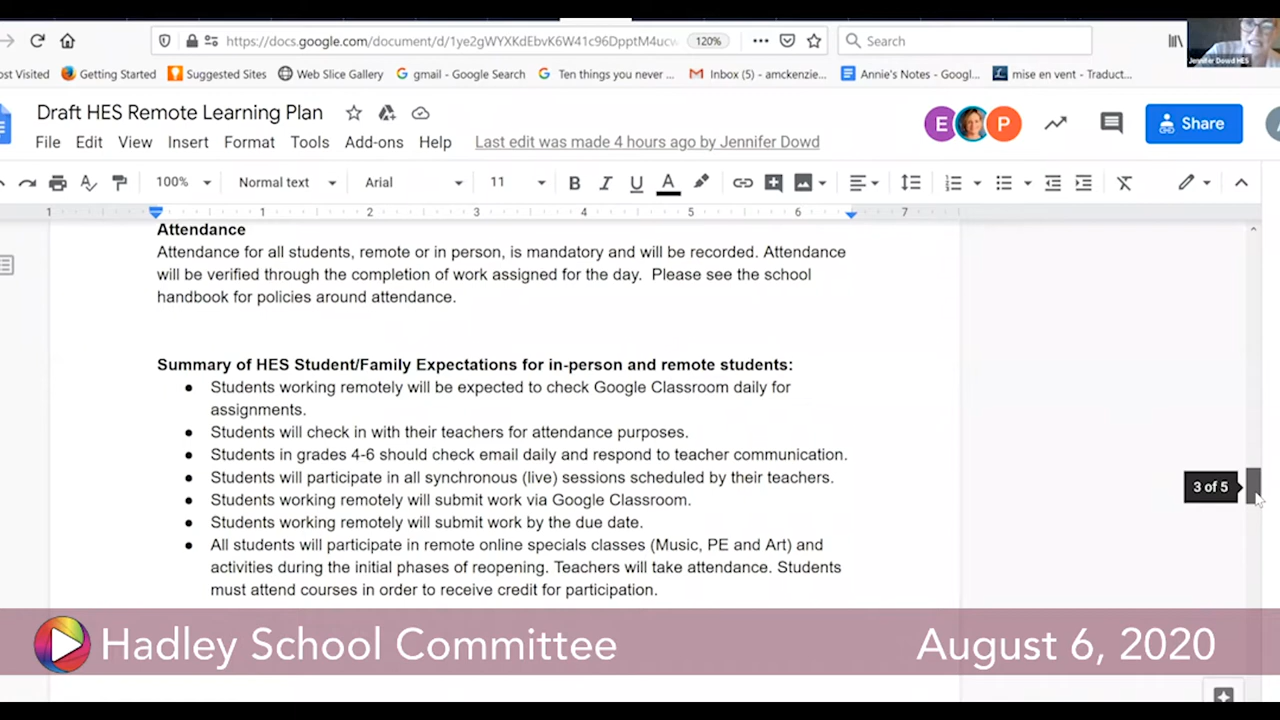 https://docs.google.com/document/d/1ye2gWYXKdEbvK6W41c96DpptM4ucw
120%
Search
Jennifer Dowd HES
ost Visited
Getting Started
Suggested Sites
Web Slice Gallery
gmail - Google Search
Ten things you never ...
Inbox (5) - amckenzie...
Annie's Notes - Googl...
mise en vent - Traduct...
Draft HES Remote Learning Plan
E
P
Share
File Edit View Insert Format Tools Add-ons Help Last edit was made 4 hours ago by Jennifer Dowd
100% Normal text Arial 11 B I U A
1 1 2 3 4 5 6 7
Attendance
Attendance for all students, remote or in person, is mandatory and will be recorded. Attendance
will be verified through the completion of work assigned for the day. Please see the school
handbook for policies around attendance.
Summary of HES Student/Family Expectations for in-person and remote students:
● Students working remotely will be expected to check Google Classroom daily for
assignments.
● Students will check in with their teachers for attendance purposes.
● Students in grades 4-6 should check email daily and respond to teacher communication.
● Students will participate in all synchronous (live) sessions scheduled by their teachers.
● Students working remotely will submit work via Google Classroom.
● Students working remotely will submit work by the due date.
● All students will participate in remote online specials classes (Music, PE and Art) and
activities during the initial phases of reopening. Teachers will take attendance. Students
must attend courses in order to receive credit for participation.
3 of 5
Hadley School Committee
August 6, 2020